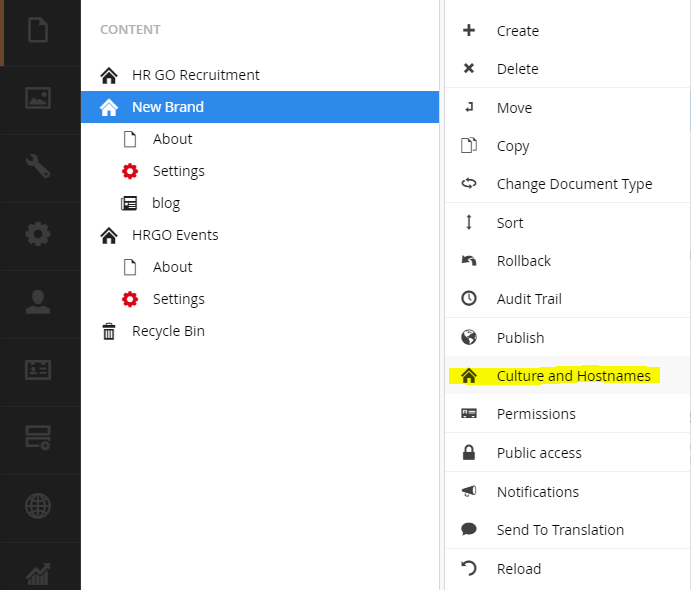 CONTENT
HR GO Recruitment
New Brand
About
Settings
blog
HRGO Events
About
Settings
Recycle Bin
Create
Delete
Move
Copy
Change Document Type
Sort
Rollback
Audit Trail
Publish
Culture and Hostnames
Permissions
Public access
Notifications
Send To Translation
Reload